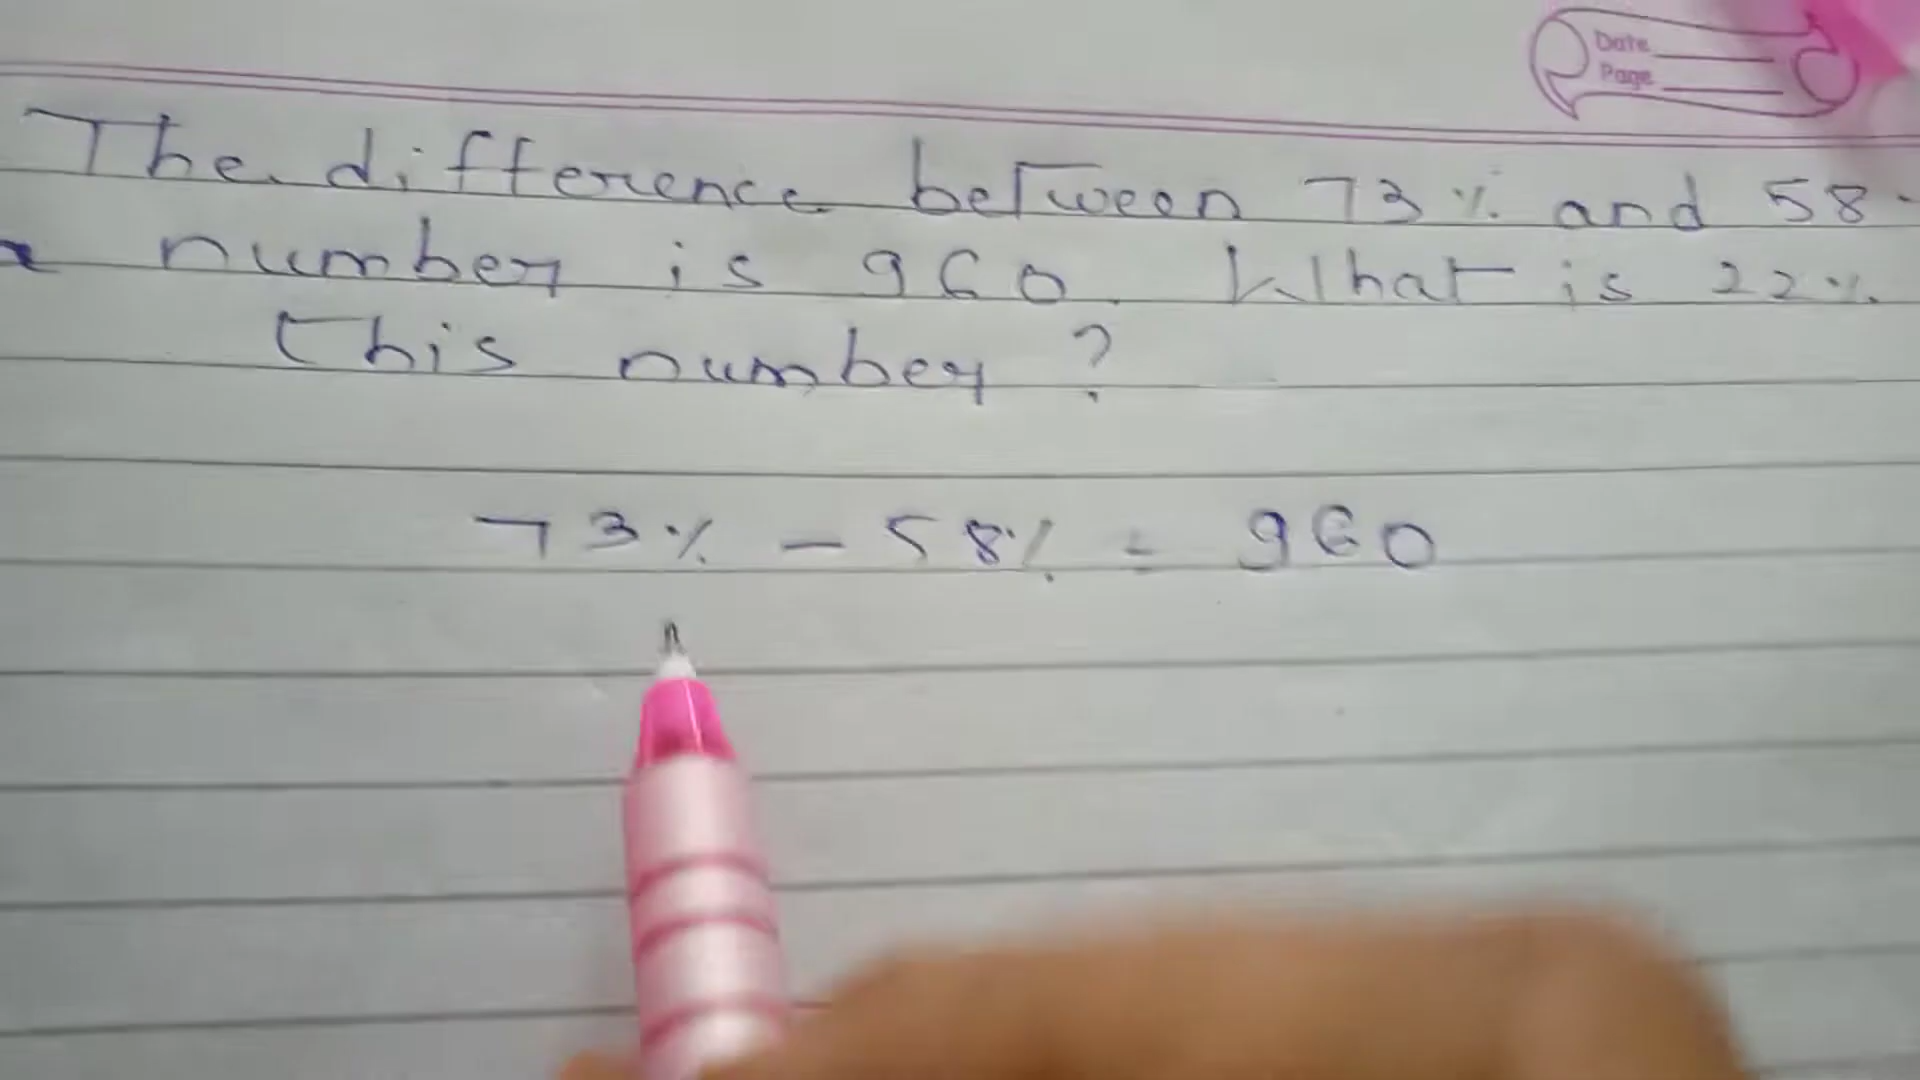 Date
Page
The difference between 73% and 58
number is 960. What is 22%
this number?
73% - 58% = 960